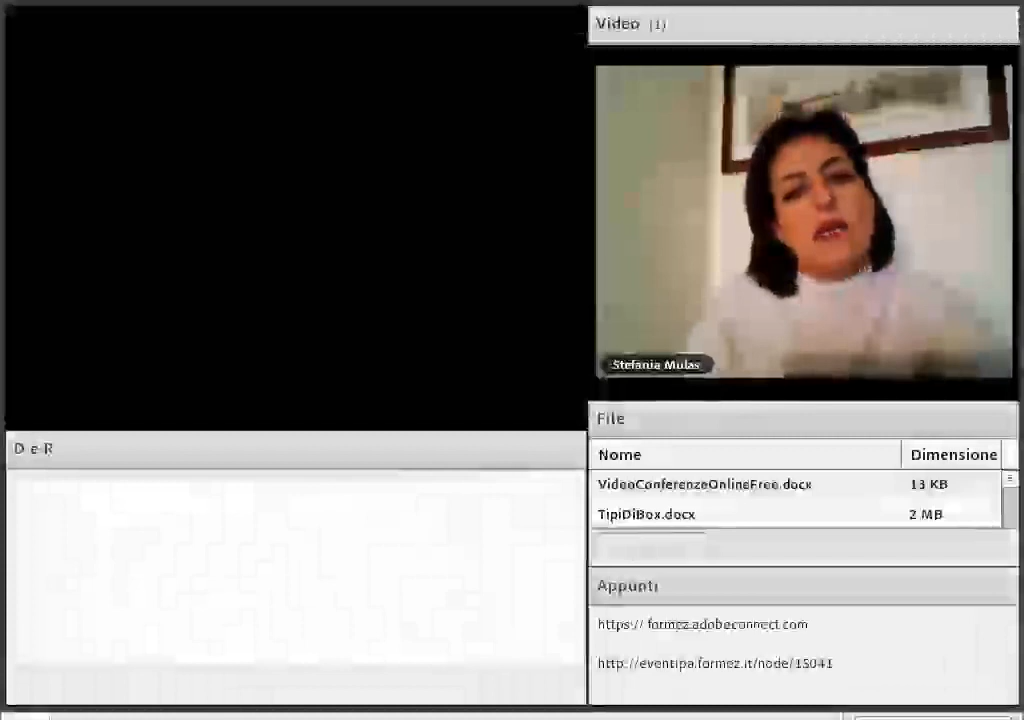 Video (1)
Stefania Mulas
File
Nome Dimensione
VideoConferenzeOnlineFree.docx 13 KB
TipiDiBox.docx 2 MB
D e R
Appunti
https:// formez.adobeconnect.com
http://eventipa.formez.it/node/15041